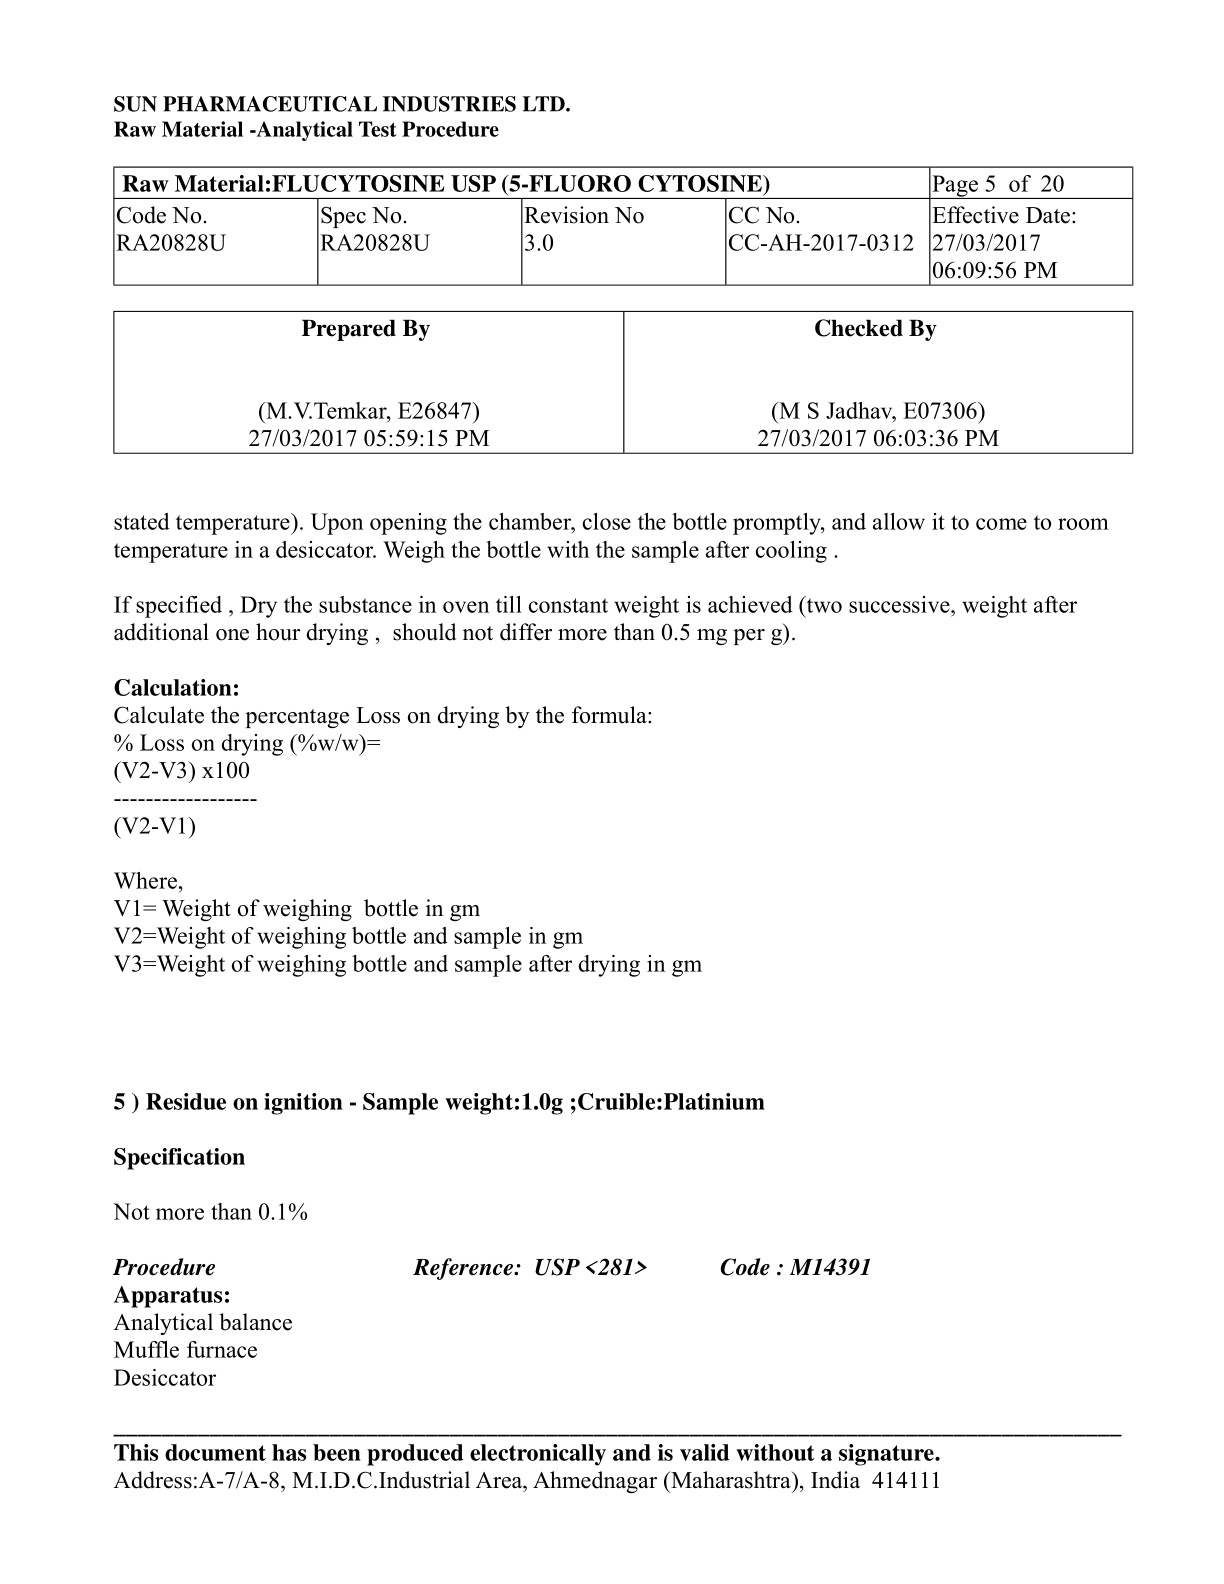 SUN PHARMACEUTICAL INDUSTRIES LTD.
Raw Material -Analytical Test Procedure
Raw Material:FLUCYTOSINE USP (5-FLUORO CYTOSINE) Page 5 of 20
Code No. Spec No. Revision No CC No. Effective Date:
RA20828U RA20828U 3.0 CC-AH-2017-0312 27/03/2017
06:09:56 PM
Prepared By Checked By
(M.V.Temkar, E26847) (M S Jadhav, E07306)
27/03/2017 05:59:15 PM 27/03/2017 06:03:36 PM
stated temperature). Upon opening the chamber, close the bottle promptly, and allow it to come to room
temperature in a desiccator. Weigh the bottle with the sample after cooling .
If specified , Dry the substance in oven till constant weight is achieved (two successive, weight after
additional one hour drying , should not differ more than 0.5 mg per g).
Calculation:
Calculate the percentage Loss on drying by the formula:
% Loss on drying (%w/w)=
(V2-V3) x100
------------------
(V2-V1)
Where,
V1= Weight of weighing bottle in gm
V2=Weight of weighing bottle and sample in gm
V3=Weight of weighing bottle and sample after drying in gm
5 ) Residue on ignition - Sample weight:1.0g ;Cruible:Platinium
Specification
Not more than 0.1%
Procedure Reference: USP <281> Code : M14391
Apparatus:
Analytical balance
Muffle furnace
Desiccator
This document has been produced electronically and is valid without a signature.
Address:A-7/A-8, M.I.D.C.Industrial Area, Ahmednagar (Maharashtra), India 414111